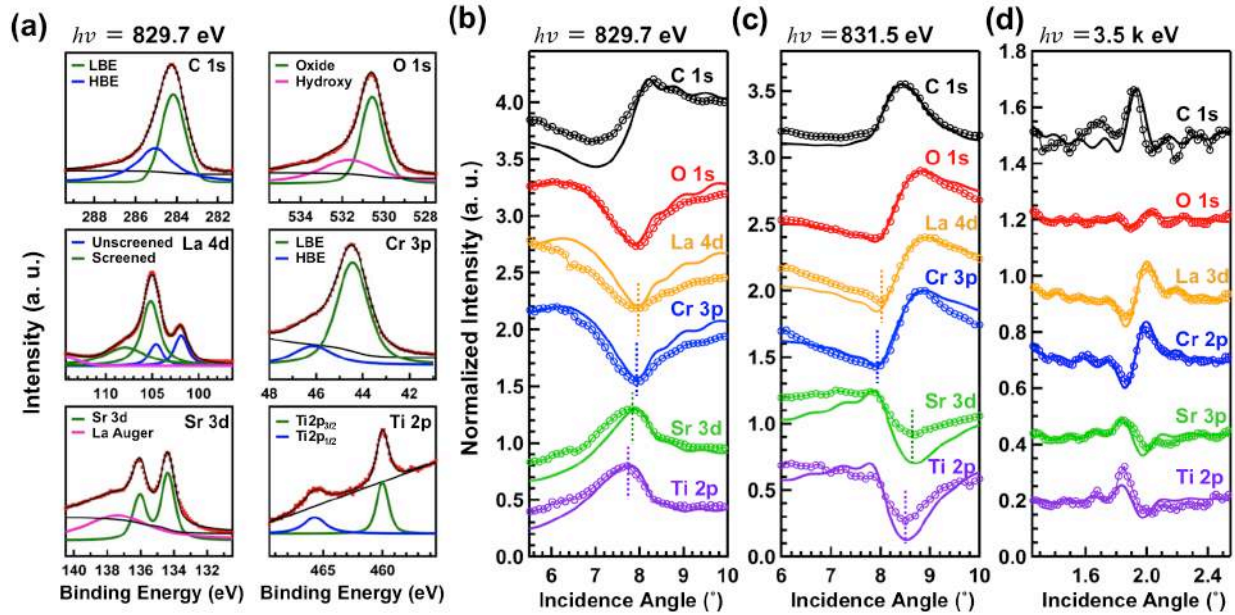 (a)
hν = 829.7 eV
LBE
HBE
C 1s
Oxide
Hydroxy
O 1s
288 286 284 282
534 532 530 528
Unscreened
Screened
La 4d
LBE
HBE
Cr 3p
110 105 100
48 46 44 42
Sr 3d
La Auger
Sr 3d
Ti2p3/2
Ti2p1/2
Ti 2p
140 138 136 134 132
465 460
Binding Energy (eV)
Binding Energy (eV)
Intensity (a. u.)
(b)
hν = 829.7 eV
C 1s
O 1s
La 4d
Cr 3p
Sr 3d
Ti 2p
4.0
3.5
3.0
2.5
2.0
1.5
1.0
0.5
0.0
6 7 8 9 10
Incidence Angle (°)
Normalized Intensity (a. u.)
(c)
hν = 831.5 eV
C 1s
O 1s
La 4d
Cr 3p
Sr 3d
Ti 2p
3.5
3.0
2.5
2.0
1.5
1.0
0.5
0.0
6 7 8 9 10
Incidence Angle (°)
(d)
hν = 3.5 k eV
C 1s
O 1s
La 3d
Cr 2p
Sr 3p
Ti 2p
1.8
1.6
1.4
1.2
1.0
0.8
0.6
0.4
0.2
0.0
1.2 1.6 2.0 2.4
Incidence Angle (°)